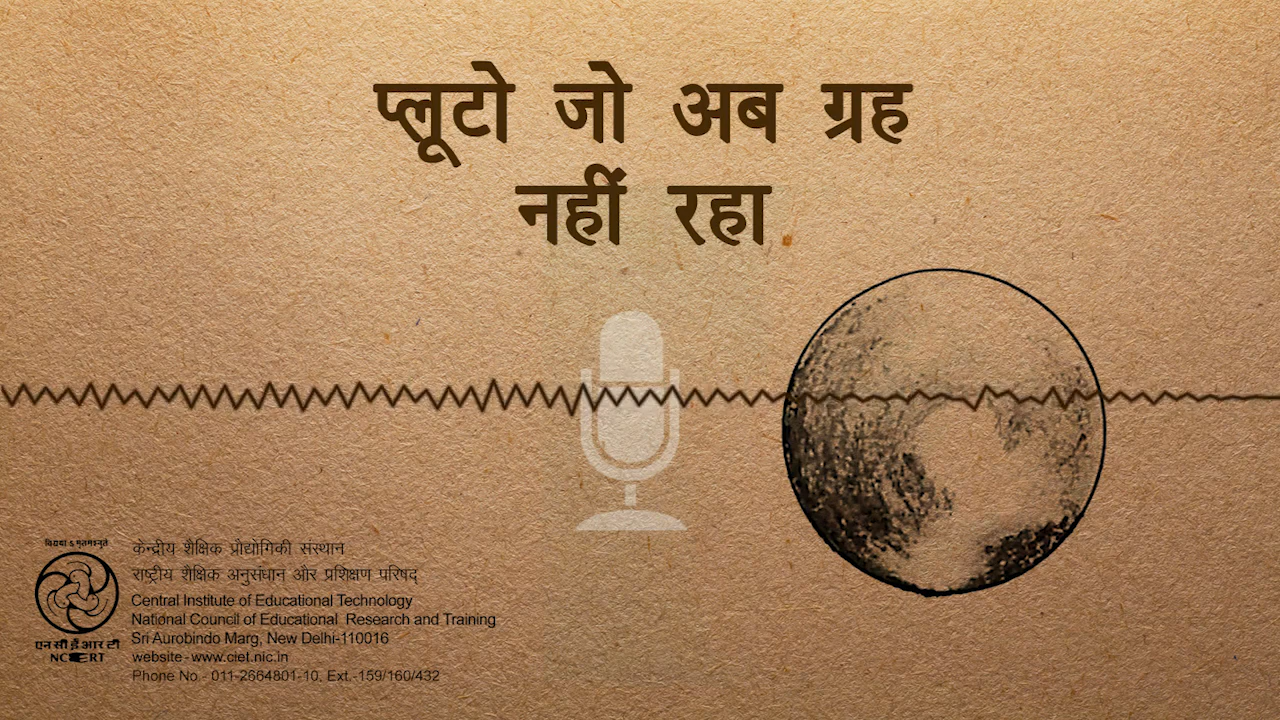 प्लूटो जो अब ग्रह
नहीं रहा
विद्यया ऽ मृतमश्नुते
एन सी ई आर टी
NCERT
केन्द्रीय शैक्षिक प्रौद्योगिकी संस्थान
राष्ट्रीय शैक्षिक अनुसंधान और प्रशिक्षण परिषद्
Central Institute of Educational Technology
National Council of Educational Research and Training
Sri Aurobindo Marg, New Delhi-110016
website - www.ciet.nic.in
Phone No.- 011-2664801-10, Ext.-159/160/432